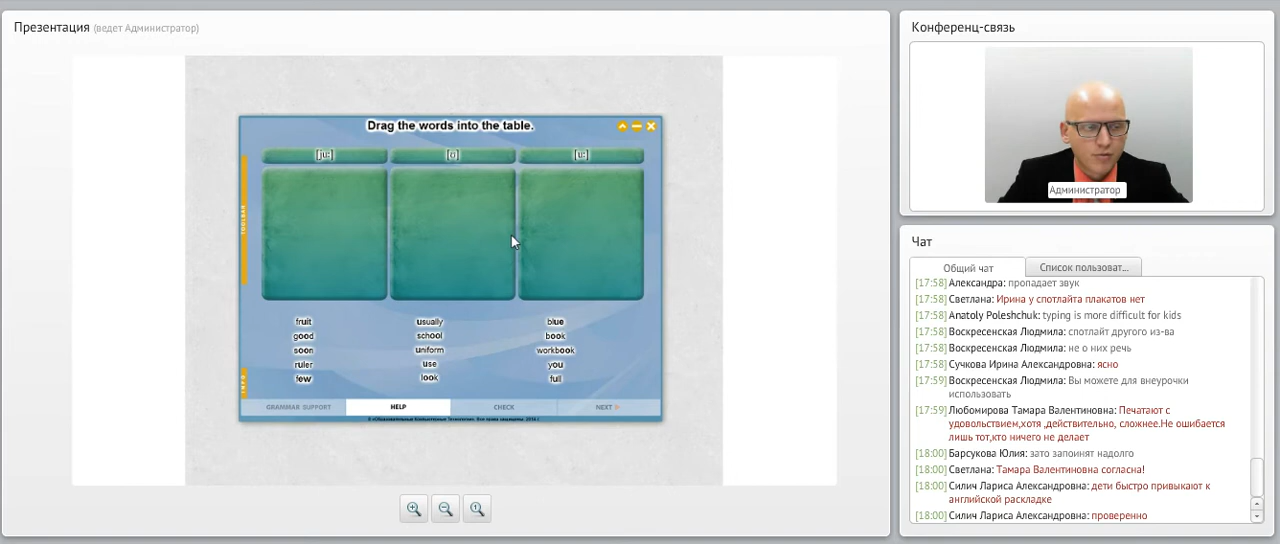 Презентация (ведет Администратор)
Drag the words into the table.
[ju:] [ʊ] [u:]
TOOLBAR
fruit usually blue
good school book
soon uniform workbook
ruler use you
few look full
INFO
GRAMMAR SUPPORT HELP CHECK NEXT
Конференц-связь
Администратор
Чат
Общий чат Список пользоват...
[17:58] Александра: пропадает звук
[17:58] Светлана: Ирина у спотлайта плакатов нет
[17:58] Anatoly Poleshchuk: typing is more difficult for kids
[17:58] Воскресенская Людмила: спотлайт другого из-ва
[17:58] Воскресенская Людмила: не о них речь
[17:58] Сучкова Ирина Александровна: ясно
[17:59] Воскресенская Людмила: Вы можете для внеурочки
использовать
[17:59] Любомирова Тамара Валентиновна: Печатают с
удовольствием,хотя ,действительно, сложнее.Не ошибается
лишь тот,кто ничего не делает
[18:00] Барсукова Юлия: зато запоинят надолго
[18:00] Светлана: Тамара Валентиновна согласна!
[18:00] Силич Лариса Александровна: дети быстро привыкают к
английской раскладке
[18:00] Силич Лариса Александровна: проверенно